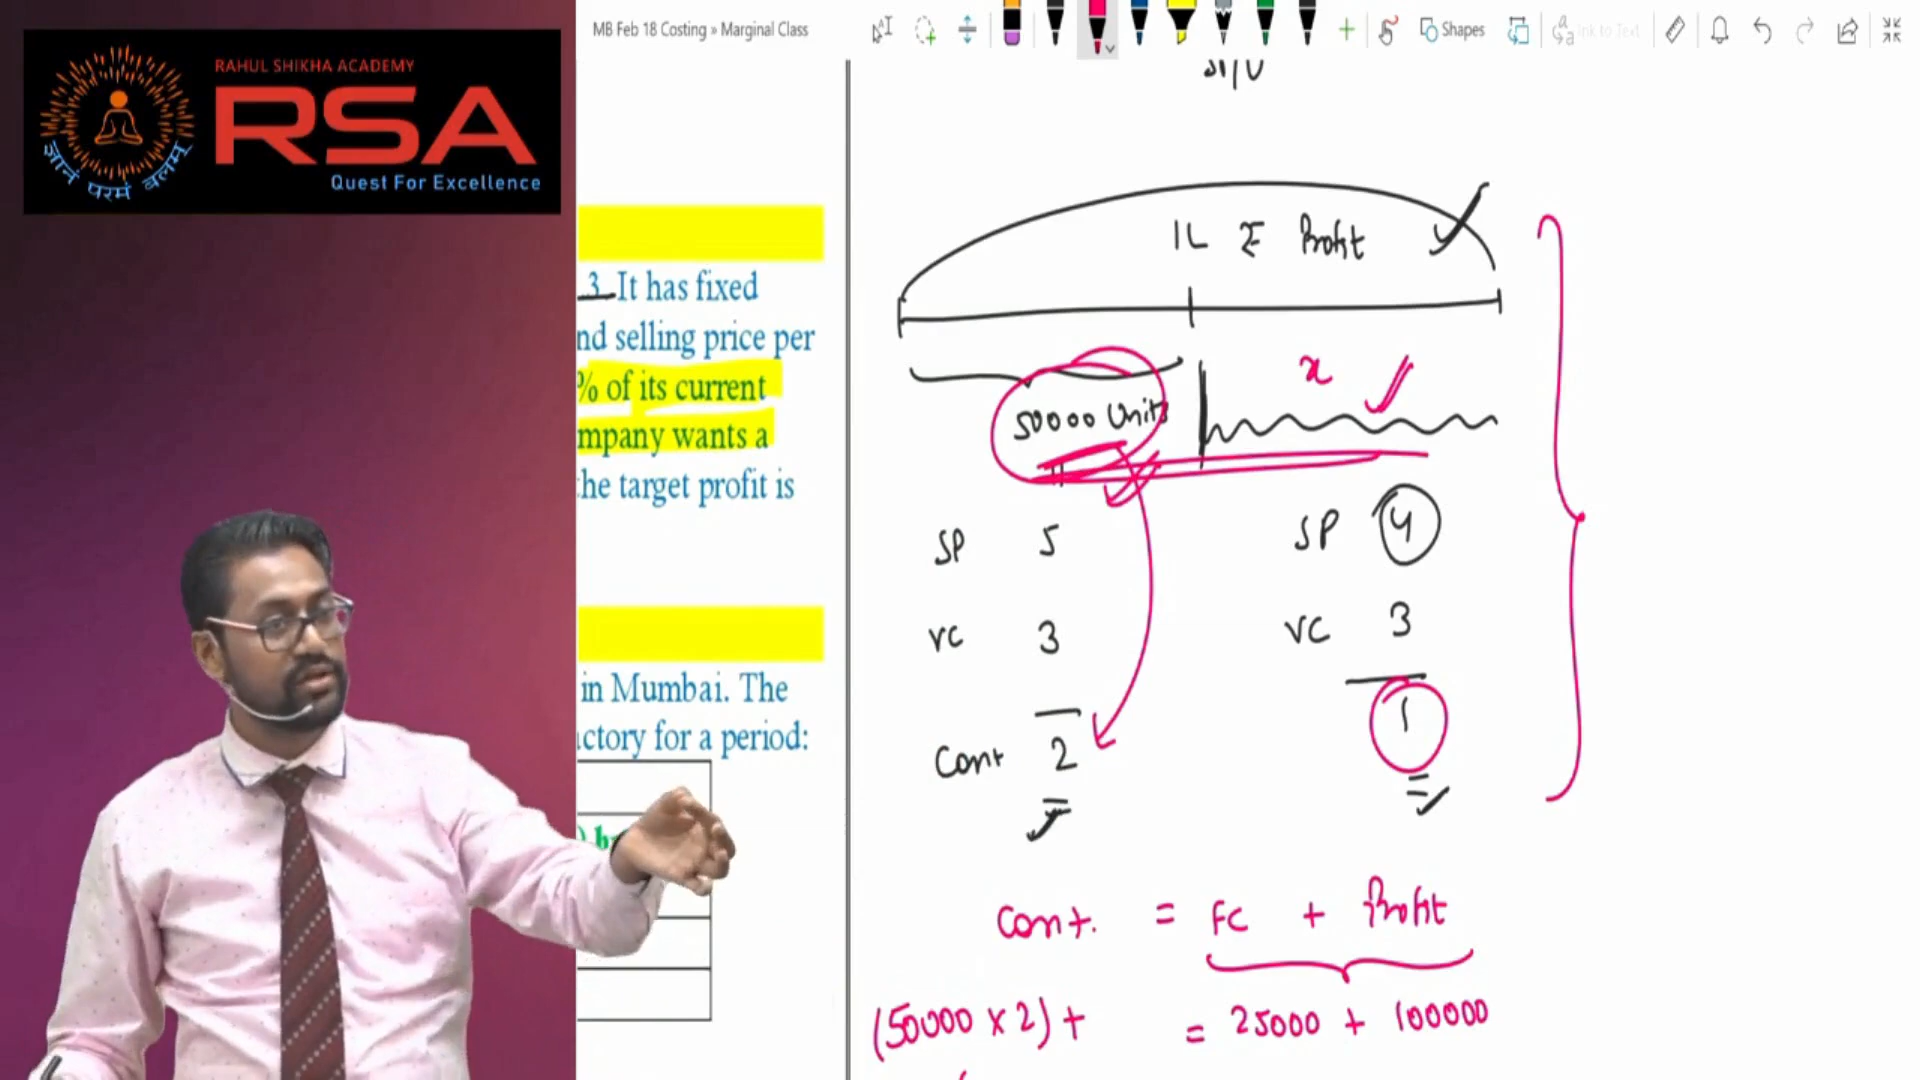 RAHUL SHIKHA ACADEMY
RSA
Quest For Excellence
ज्ञानं परमं बलम्
MB Feb 18 Costing » Marginal Class
Shapes
Ink to Text
3. It has fixed
nd selling price per
% of its current
mpany wants a
he target profit is
in Mumbai. The
ctory for a period:
1L Profit
50000 Units x
SP 5 SP 4
VC 3 VC 3
Cont 2 1
Cont. = FC + Profit
(50000 x 2) + = 25000 + 100000